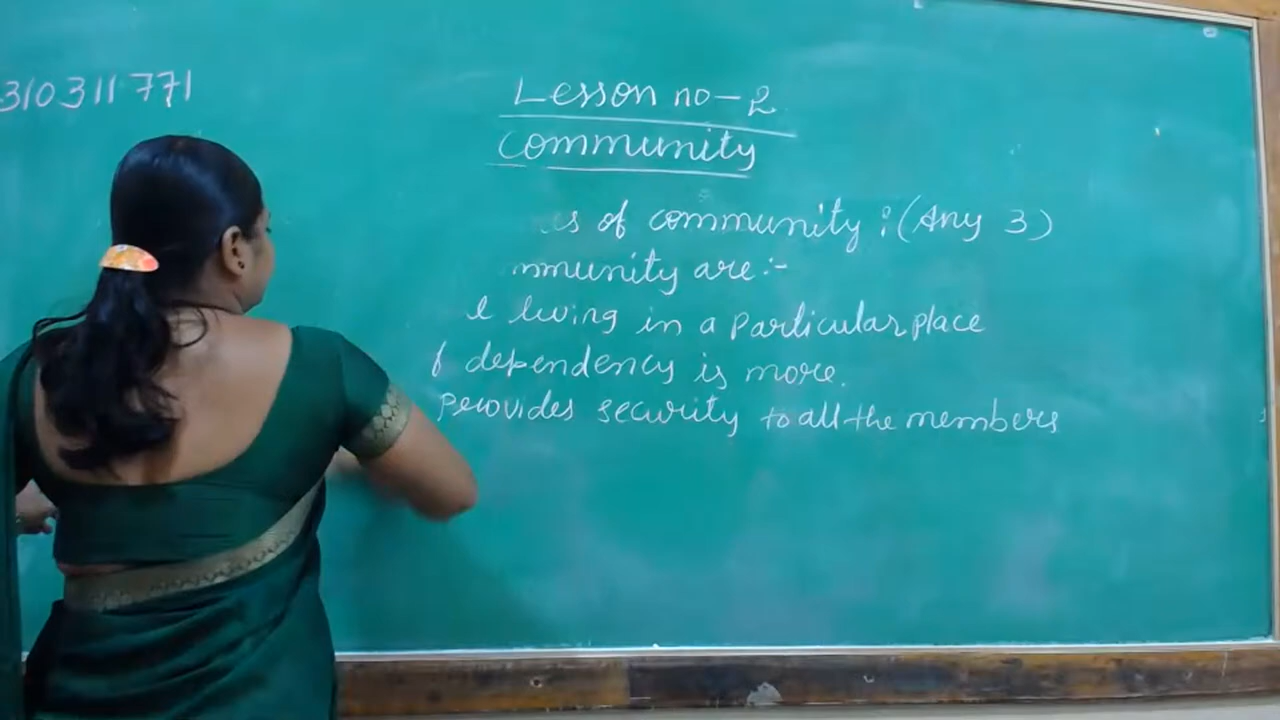 310311771
Lesson no-2
Community
es of community :(Any 3)
mmunity are:-
living in a particular place
dependency is more.
provides security to all the members